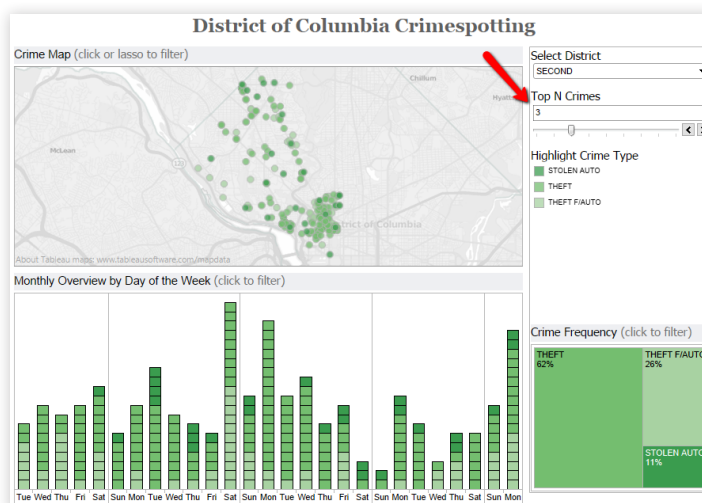 District of Columbia Crimespotting
Crime Map (click or lasso to filter)
Chillum
Hyatt
McLean
123
District of Columbia
About Tableau maps: www.tableausoftware.com/mapdata
Select District
SECOND
Top N Crimes
3
Highlight Crime Type
STOLEN AUTO
THEFT
THEFT F/AUTO
Monthly Overview by Day of the Week (click to filter)
Tue Wed Thu Fri Sat Sun Mon Tue Wed Thu Fri Sat Sun Mon Tue Wed Thu Fri Sat Sun Mon Tue Wed Thu Sat Sun Mon
Crime Frequency (click to filter)
THEFT
62%
THEFT F/AUTO
26%
STOLEN AUTO
11%